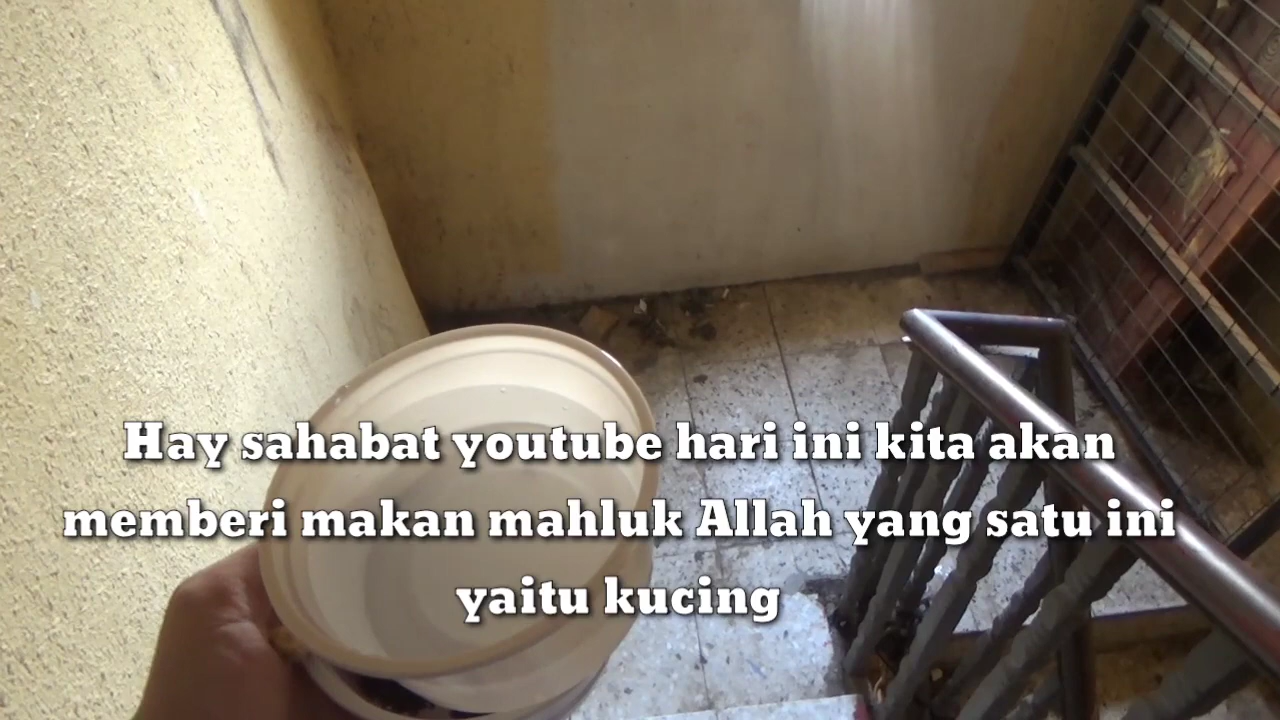 Hay sahabat youtube hari ini kita akan
memberi makan mahluk Allah yang satu ini
yaitu kucing